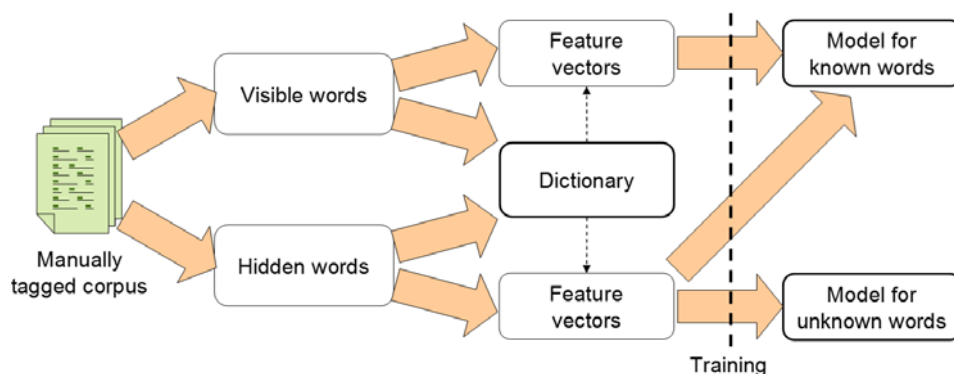 Manually
tagged corpus
Visible words
Hidden words
Feature
vectors
Dictionary
Feature
vectors
Model for
known words
Model for
unknown words
Training